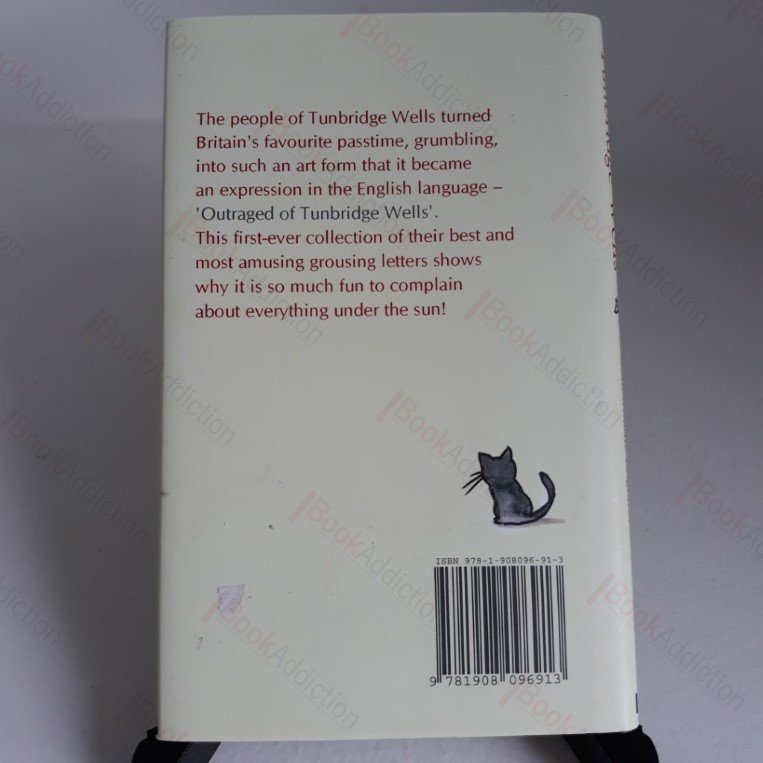 The people of Tunbridge Wells turned
Britain's favourite passtime, grumbling,
into such an art form that it became
an expression in the English language –
'Outraged of Tunbridge Wells'.
This first-ever collection of their best and
most amusing grousing letters shows
why it is so much fun to complain
about everything under the sun!
ISBN 978-1-908096-91-3
9 781908 096913
BookAddiction